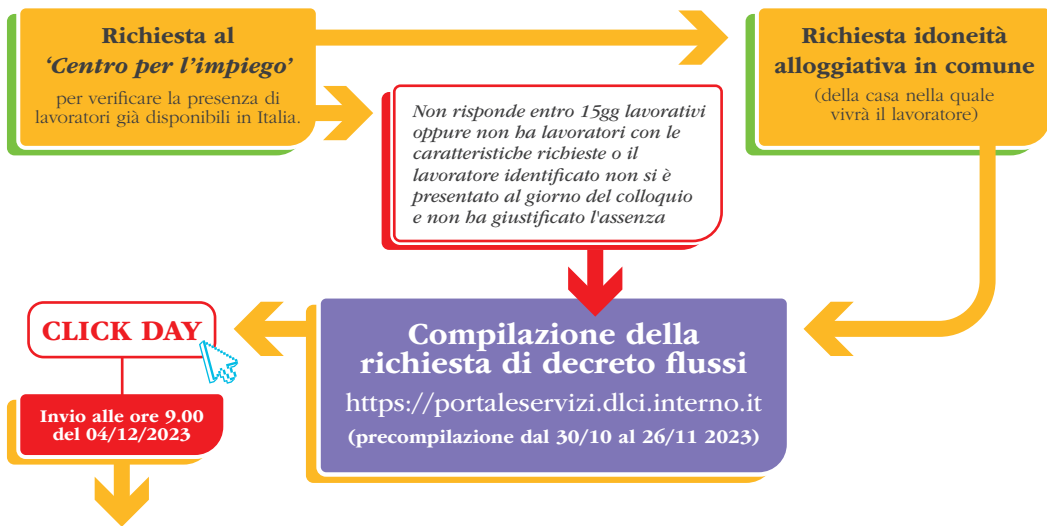 Richiesta al
‘Centro per l’impiego’
per verificare la presenza di
lavoratori già disponibili in Italia.
Richiesta idoneità
alloggiativa in comune
(della casa nella quale
vivrà il lavoratore)
Non risponde entro 15gg lavorativi
oppure non ha lavoratori con le
caratteristiche richieste o il
lavoratore identificato non si è
presentato al giorno del colloquio
e non ha giustificato l'assenza
Compilazione della
richiesta di decreto flussi
https://portaleservizi.dlci.interno.it
(precompilazione dal 30/10 al 26/11 2023)
CLICK DAY
Invio alle ore 9.00
del 04/12/2023